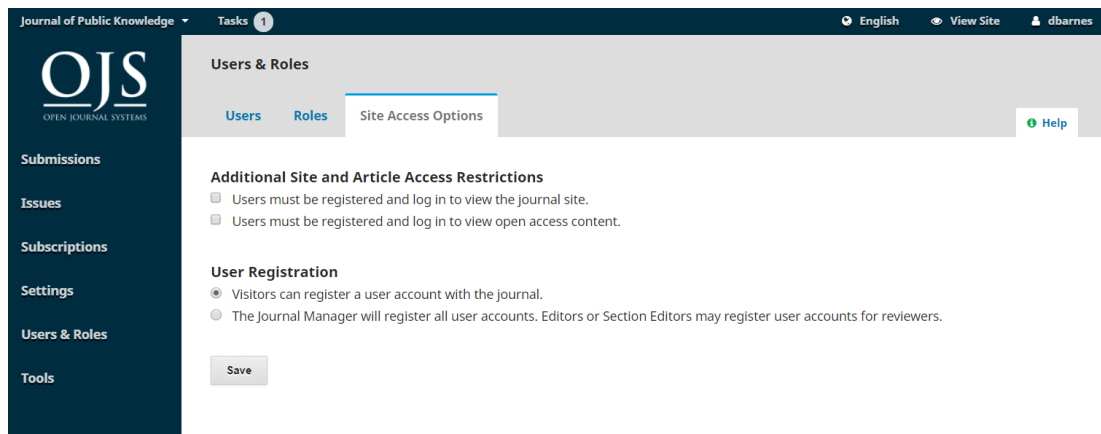 Journal of Public Knowledge Tasks 1 English View Site dbarnes
OJS
OPEN JOURNAL SYSTEMS
Submissions
Issues
Subscriptions
Settings
Users & Roles
Tools
Users & Roles
Users Roles Site Access Options
Help
Additional Site and Article Access Restrictions
Users must be registered and log in to view the journal site.
Users must be registered and log in to view open access content.
User Registration
Visitors can register a user account with the journal.
The Journal Manager will register all user accounts. Editors or Section Editors may register user accounts for reviewers.
Save